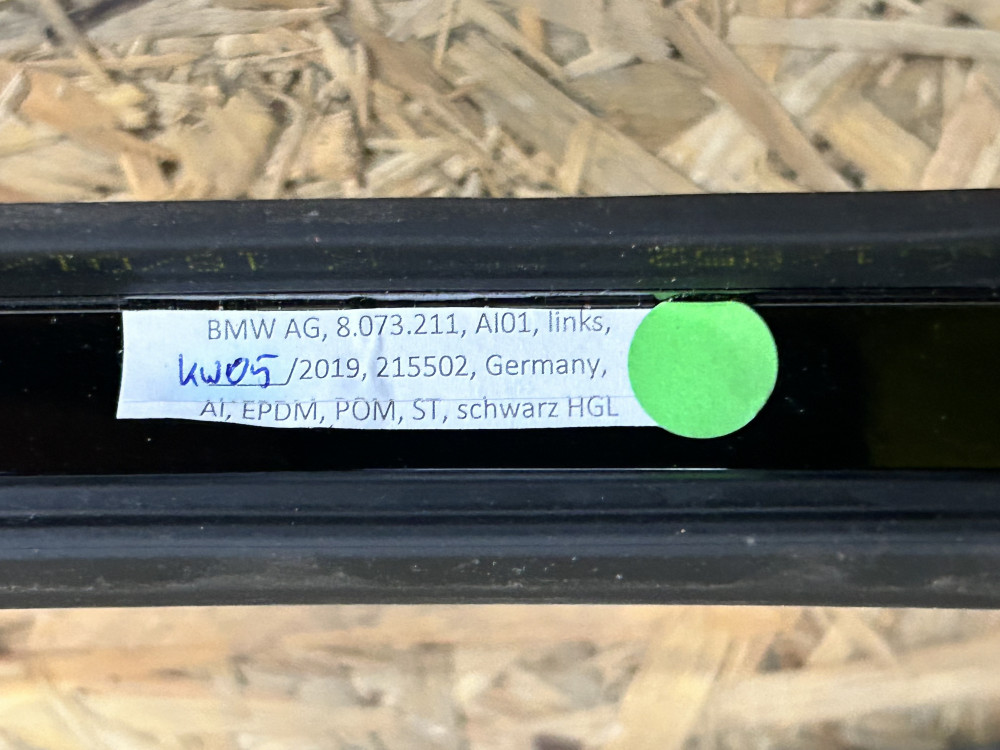 BMW AG, 8.073.211, AI01, links,
KW05/2019, 215502, Germany,
Al, EPDM, POM, ST, schwarz HGL